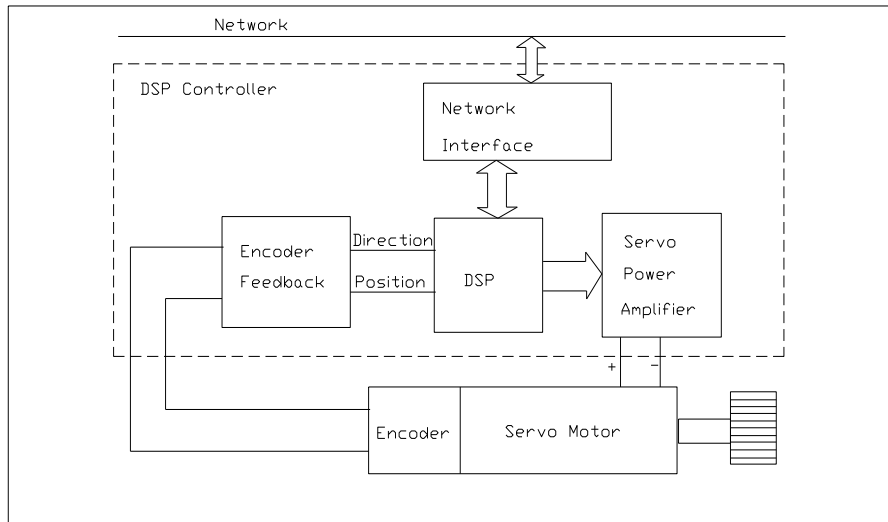 Network
DSP Controller
Network
Interface
Direction
Position
Encoder
Feedback
DSP
Servo
Power
Amplifier
+ -
Encoder
Servo Motor